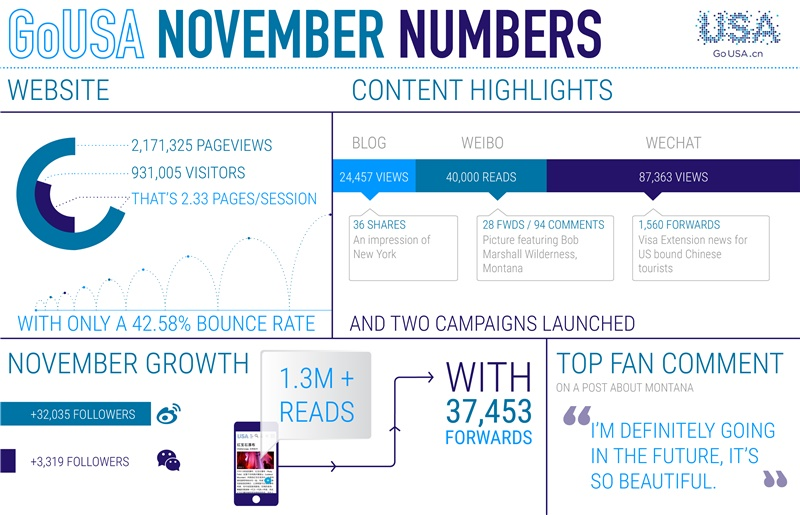 GoUSA NOVEMBER NUMBERS
USA
GoUSA.cn
WEBSITE
2,171,325 PAGEVIEWS
931,005 VISITORS
THAT'S 2.33 PAGES/SESSION
WITH ONLY A 42.58% BOUNCE RATE
CONTENT HIGHLIGHTS
BLOG
WEIBO
WECHAT
24,457 VIEWS
40,000 READS
87,363 VIEWS
36 SHARES
An impression of
New York
28 FWDS / 94 COMMENTS
Picture featuring Bob
Marshall Wilderness,
Montana
1,560 FORWARDS
Visa Extension news for
US bound Chinese
tourists
AND TWO CAMPAIGNS LAUNCHED
NOVEMBER GROWTH
+32,035 FOLLOWERS
+3,319 FOLLOWERS
1.3M +
READS
USA
WITH
37,453
FORWARDS
TOP FAN COMMENT
ON A POST ABOUT MONTANA
“I'M DEFINITELY GOING
IN THE FUTURE, IT'S
SO BEAUTIFUL.”